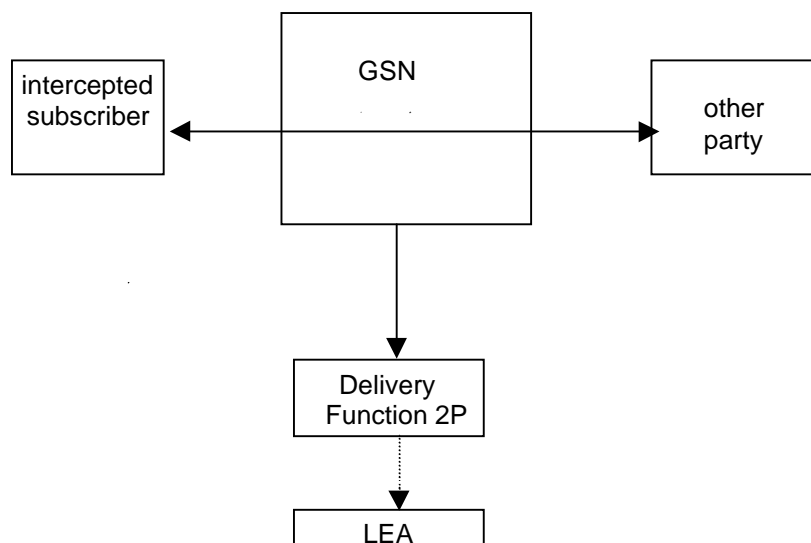 intercepted
subscriber
GSN
other
party
Delivery
Function 2P
LEA